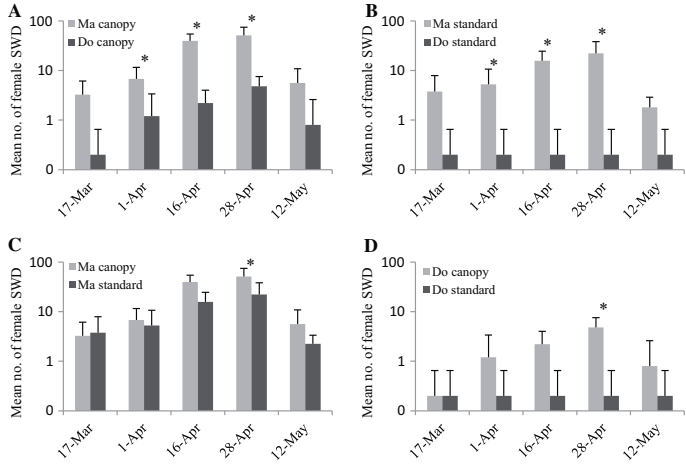 A
Mean no. of female SWD
100
10
1
0
Ma canopy
Do canopy
*
*
*
17-Mar
1-Apr
16-Apr
28-Apr
12-May
B
Mean no. of female SWD
100
10
1
0
Ma standard
Do standard
*
*
*
*
17-Mar
1-Apr
16-Apr
28-Apr
12-May
C
Mean no. of female SWD
100
10
1
0
Ma canopy
Ma standard
*
17-Mar
1-Apr
16-Apr
28-Apr
12-May
D
Mean no. of female SWD
100
10
1
0
Do canopy
Do standard
*
17-Mar
1-Apr
16-Apr
28-Apr
12-May